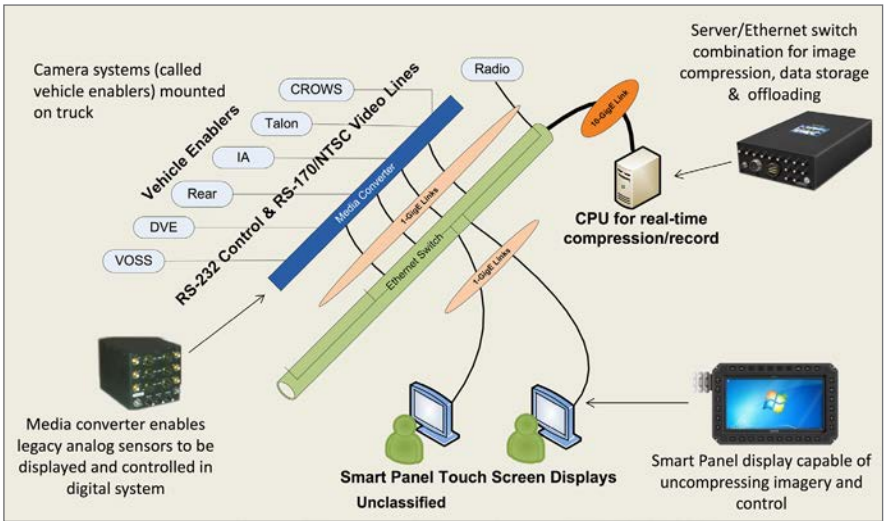 Camera systems (called
vehicle enablers) mounted
on truck
Vehicle Enablers
CROWS
Talon
IA
Rear
DVE
VOSS
RS-232 Control & RS-170/NTSC Video Lines
Media Converter
1-GigE Links
Ethernet Switch
Radio
10-GigE Link
Server/Ethernet switch
combination for image
compression, data storage
& offloading
CPU for real-time
compression/record
1-GigE Links
Media converter enables
legacy analog sensors to be
displayed and controlled in
digital system
Smart Panel Touch Screen Displays
Unclassified
Smart Panel display capable of
uncompressing imagery and
control